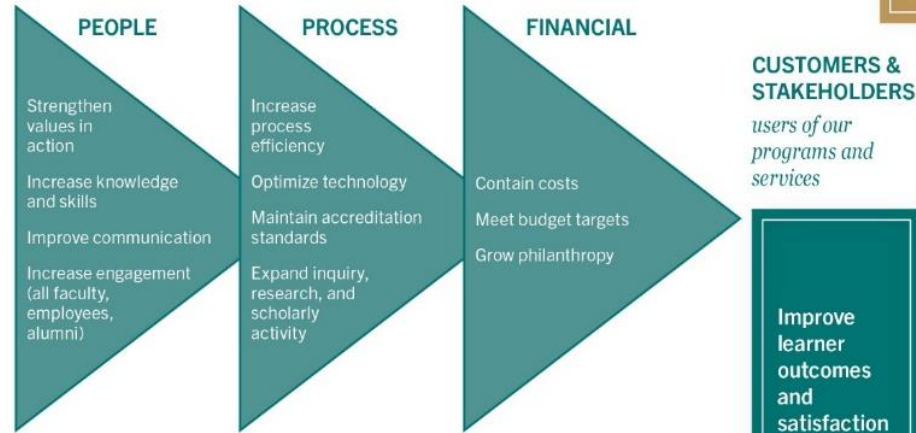 PEOPLE
Strengthen
values in
action
Increase knowledge
and skills
Improve communication
Increase engagement
(all faculty,
employees,
alumni)
PROCESS
Increase
process
efficiency
Optimize technology
Maintain accreditation
standards
Expand inquiry,
research, and
scholarly
activity
FINANCIAL
Contain costs
Meet budget targets
Grow philanthropy
CUSTOMERS &
STAKEHOLDERS
users of our
programs and
services
Improve
learner
outcomes
and
satisfaction